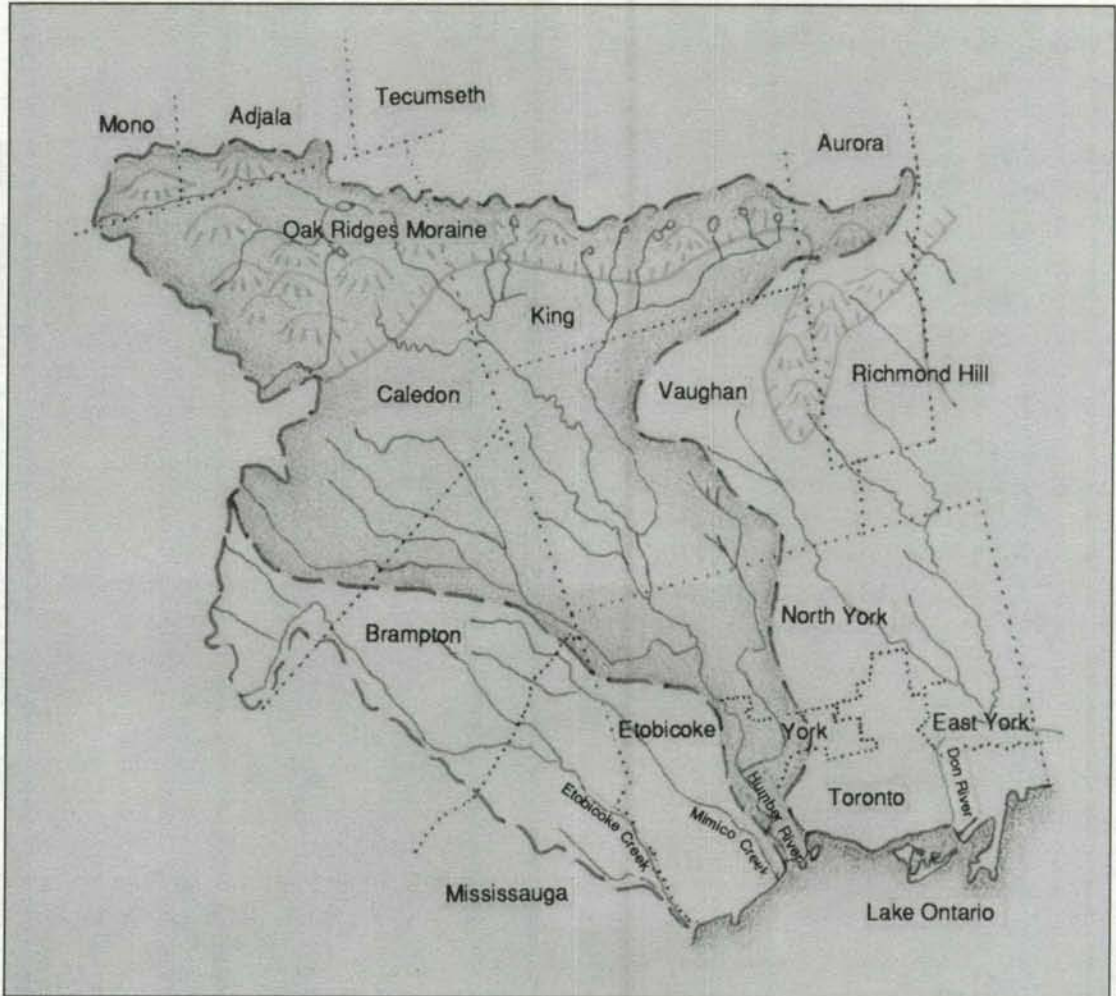 Tecumseth
Adjala
Mono
Aurora
Oak Ridges Moraine
King
Richmond Hill
Caledon
Vaughan
North York
Brampton
Etobicoke
York
East York
Don River
Humber River
Toronto
Etobicoke Creek
Mimico Creek
Mississauga
Lake Ontario